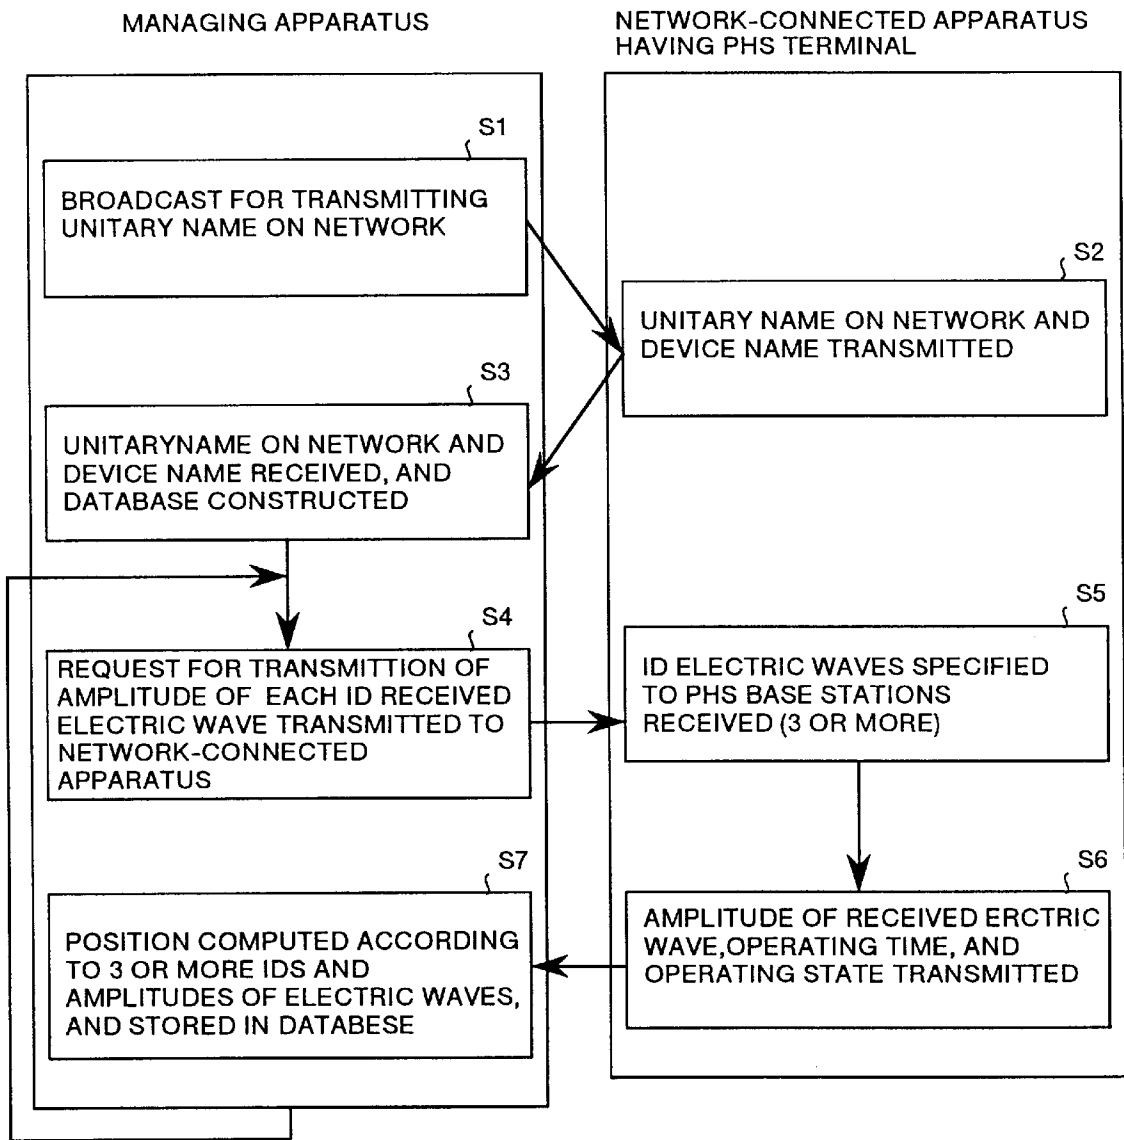 MANAGING APPARATUS
NETWORK-CONNECTED APPARATUS
HAVING PHS TERMINAL
S1
BROADCAST FOR TRANSMITTING
UNITARY NAME ON NETWORK
S2
UNITARY NAME ON NETWORK AND
DEVICE NAME TRANSMITTED
S3
UNITARYNAME ON NETWORK AND
DEVICE NAME RECEIVED, AND
DATABASE CONSTRUCTED
S4
REQUEST FOR TRANSMITTION OF
AMPLITUDE OF EACH ID RECEIVED
ELECTRIC WAVE TRANSMITTED TO
NETWORK-CONNECTED
APPARATUS
S5
ID ELECTRIC WAVES SPECIFIED
TO PHS BASE STATIONS
RECEIVED (3 OR MORE)
S6
AMPLITUDE OF RECEIVED ERCTRIC
WAVE,OPERATING TIME, AND
OPERATING STATE TRANSMITTED
S7
POSITION COMPUTED ACCORDING
TO 3 OR MORE IDS AND
AMPLITUDES OF ELECTRIC WAVES,
AND STORED IN DATABESE